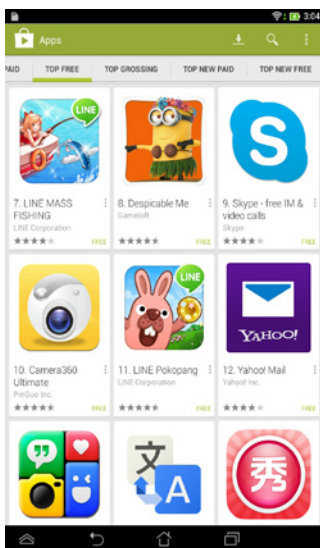 3:04
Apps
PAID TOP FREE TOP GROSSING TOP NEW PAID TOP NEW FREE
LINE
7. LINE MASS
FISHING
LINE Corporation
FREE
8. Despicable Me
Gameloft
FREE
S
9. Skype - free IM &
video calls
Skype
FREE
10. Camera360
Ultimate
PinGuo Inc.
FREE
LINE
11. LINE Pokopang
LINE Corporation
FREE
YAHOO!
12. Yahoo! Mail
Yahoo! Inc.
FREE
文
A
秀